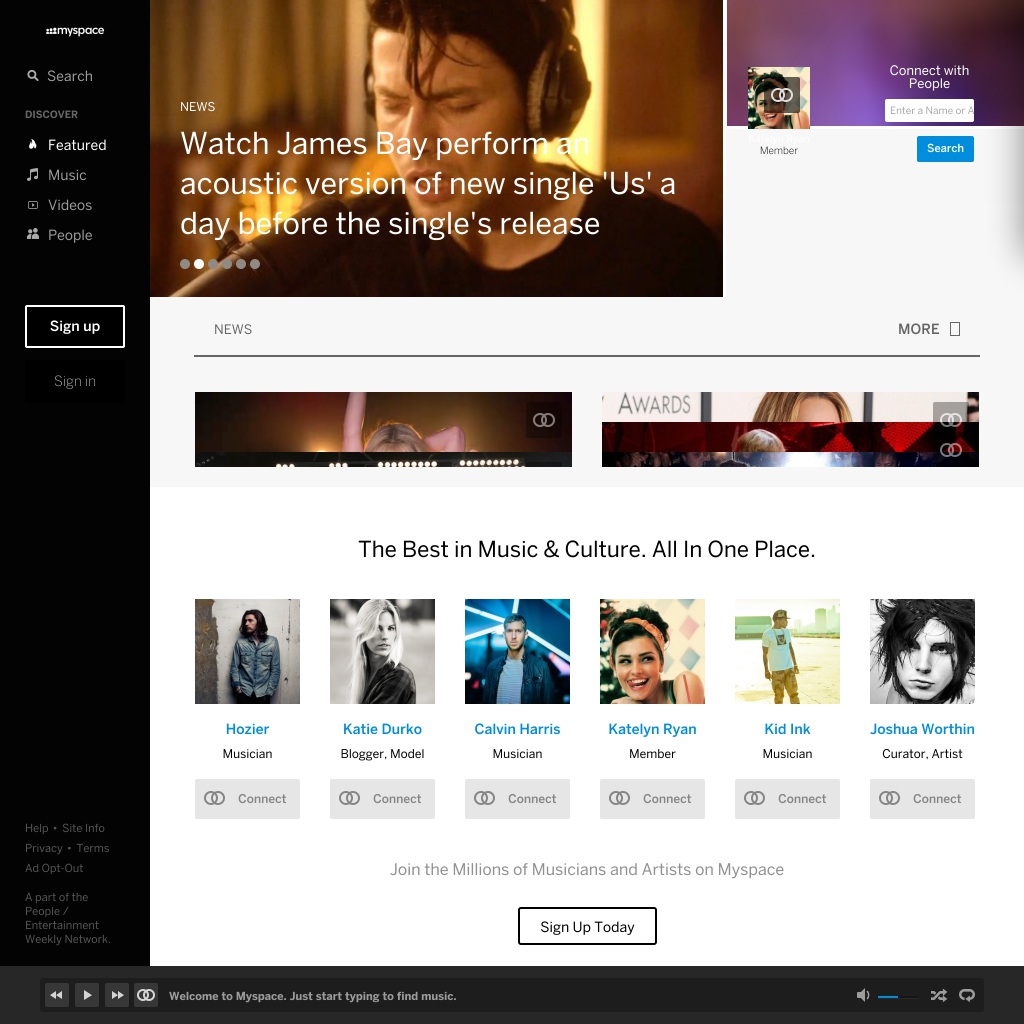 myspace
Search
DISCOVER
Featured
Music
Videos
People
Sign up
Sign in
Help • Site Info
Privacy • Terms
Ad Opt-Out
A part of the
People /
Entertainment
Weekly Network.
NEWS
Watch James Bay perform an
acoustic version of new single 'Us' a
day before the single's release
Member
Connect with
People
Enter a Name or A
Search
NEWS
MORE
AWARDS
The Best in Music & Culture. All In One Place.
Hozier
Musician
Connect
Katie Durko
Blogger, Model
Connect
Calvin Harris
Musician
Connect
Katelyn Ryan
Member
Connect
Kid Ink
Musician
Connect
Joshua Worthin
Curator, Artist
Connect
Join the Millions of Musicians and Artists on Myspace
Sign Up Today
Welcome to Myspace. Just start typing to find music.